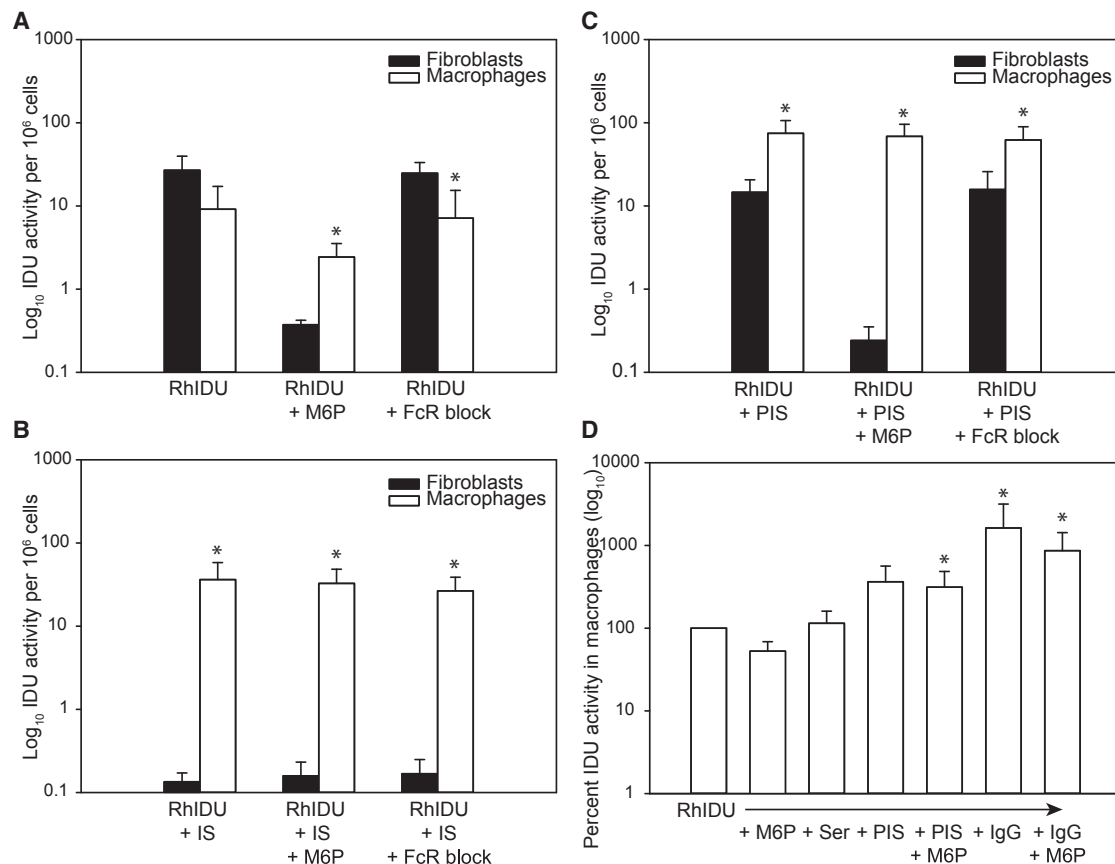 A
Log10 IDU activity per 10⁶ cells
1000
100
10
1
0.1
Fibroblasts
Macrophages
*
*
RhIDU
RhIDU
+ M6P
RhIDU
+ FcR block
B
Log10 IDU activity per 10⁶ cells
1000
100
10
1
0.1
Fibroblasts
Macrophages
*
*
*
RhIDU
+ IS
RhIDU
+ IS
+ M6P
RhIDU
+ IS
+ FcR block
C
Log10 IDU activity per 10⁶ cells
1000
100
10
1
0.1
Fibroblasts
Macrophages
*
*
*
RhIDU
+ PIS
RhIDU
+ PIS
+ M6P
RhIDU
+ PIS
+ FcR block
D
Percent IDU activity in macrophages (log10)
10000
1000
100
10
1
*
*
*
RhIDU
+ M6P
+ Ser
+ PIS
+ PIS
+ M6P
+ IgG
+ IgG
+ M6P